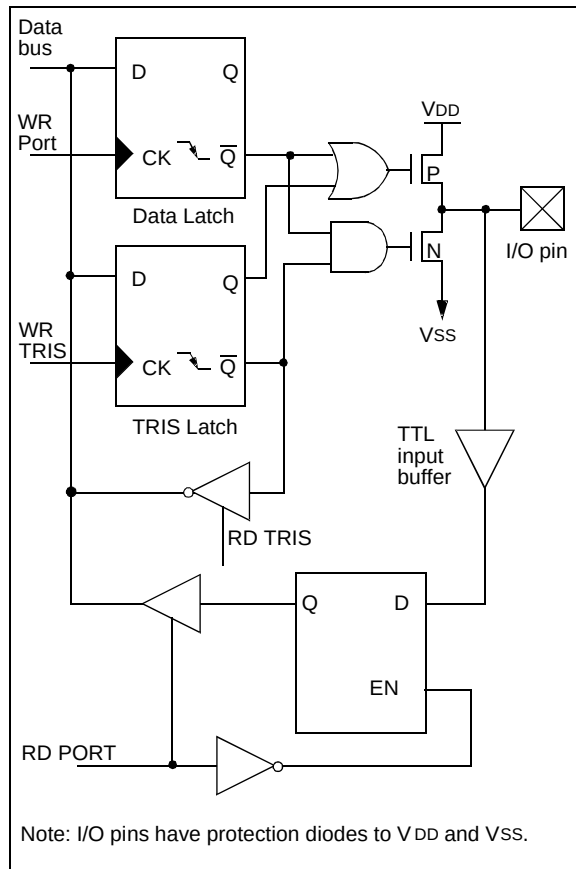 Data
bus
D
Q
WR
Port
CK
Q̅
Data Latch
VDD
P
N
I/O pin
VSS
D
Q
WR
TRIS
CK
Q̅
TRIS Latch
TTL
input
buffer
RD TRIS
Q
D
EN
RD PORT
Note: I/O pins have protection diodes to VDD and VSS.